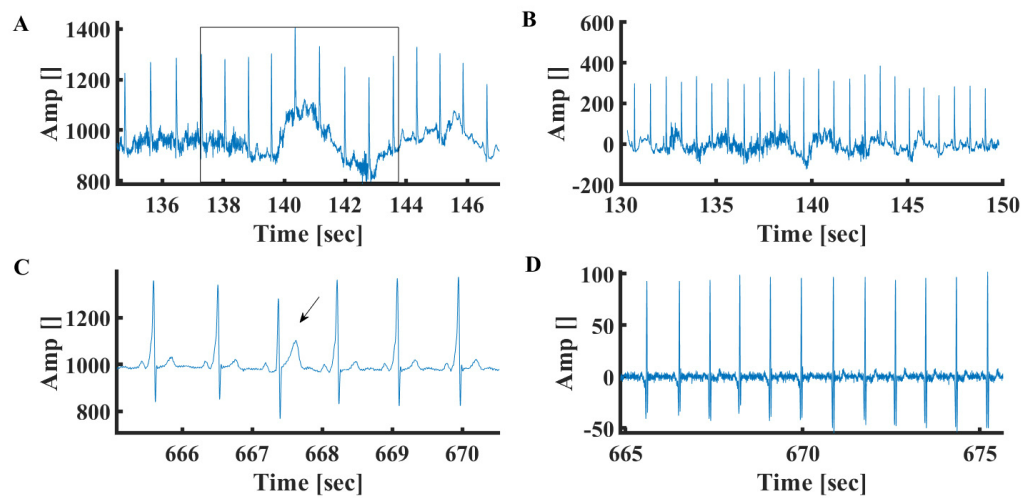 A
Amp []
1400
1200
1000
800
136 138 140 142 144 146
Time [sec]
B
Amp []
600
400
200
0
-200
130 135 140 145 150
Time [sec]
C
Amp []
1200
1000
800
666 667 668 669 670
Time [sec]
D
Amp []
100
50
0
-50
665 670 675
Time [sec]